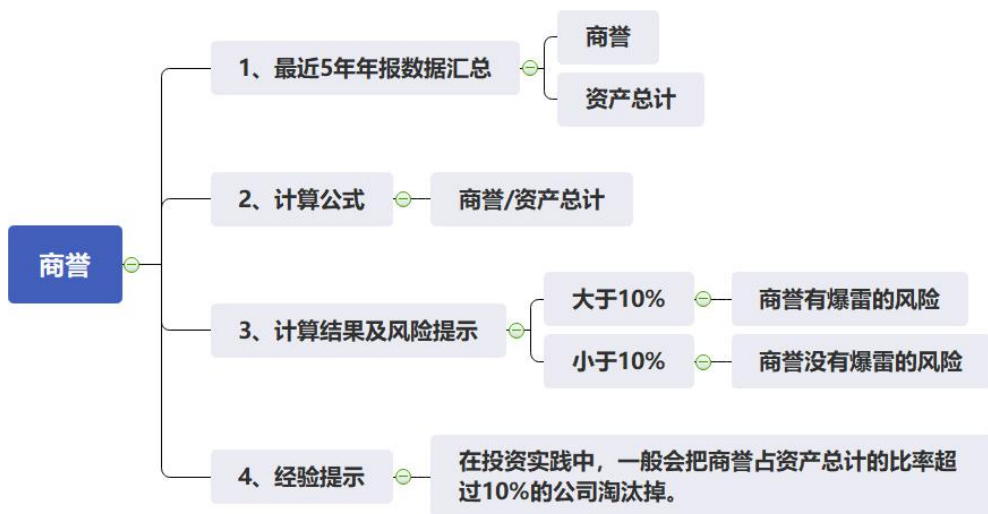 商誉
1、最近5年年报数据汇总
商誉
资产总计
2、计算公式
商誉/资产总计
3、计算结果及风险提示
大于10%
商誉有爆雷的风险
小于10%
商誉没有爆雷的风险
4、经验提示
在投资实践中，一般会把商誉占资产总计的比率超
过10%的公司淘汰掉。